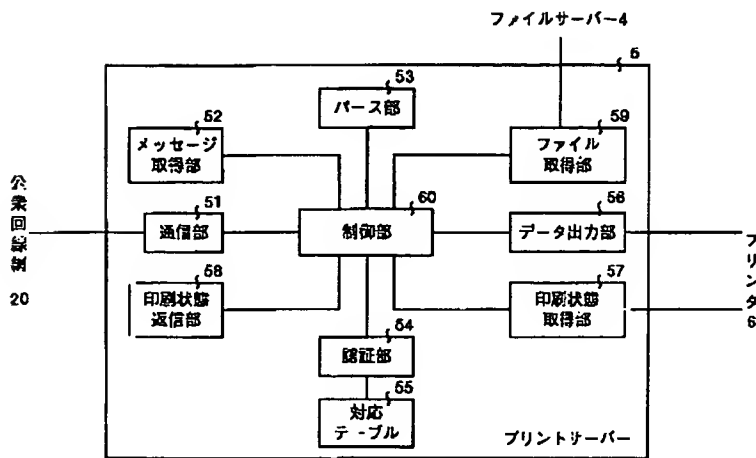 ファイルサーバー4
5
53
パース部
52
メッセージ
取得部
59
ファイル
取得部
公衆回線網 20
51
通信部
60
制御部
56
データ出力部
プリンタ6
58
印刷状態
返信部
57
印刷状態
取得部
54
認証部
55
対応
テーブル
プリントサーバー